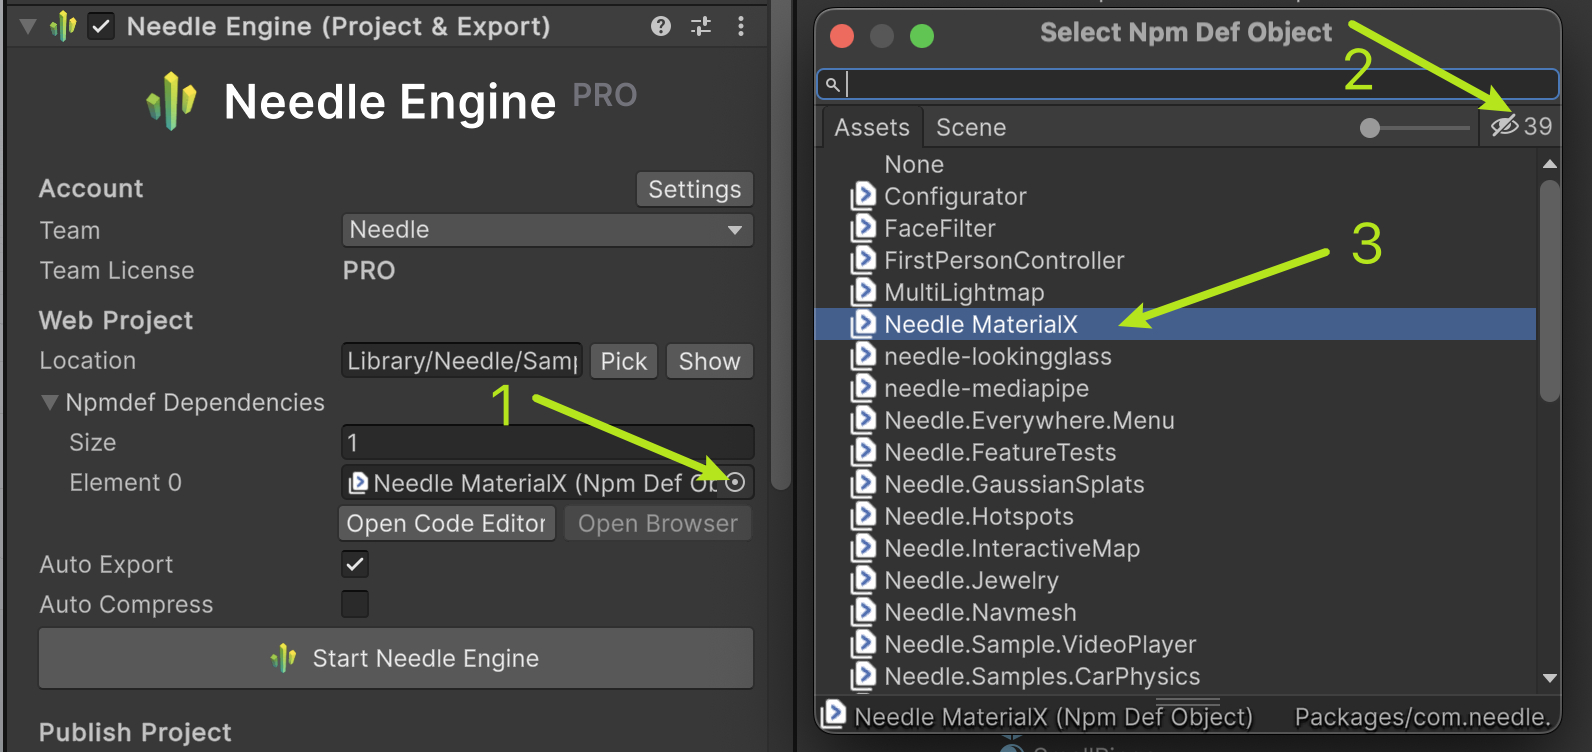 Needle Engine (Project & Export)
Needle Engine PRO
Account
Settings
Team
Needle
Team License
PRO
Web Project
Location
Library/Needle/Sam
Pick
Show
Npmdef Dependencies
1
Size
1
Element 0
Needle MaterialX (Npm Def Ob
Open Code Editor
Open Browser
Auto Export
Auto Compress
Start Needle Engine
Publish Project
Select Npm Def Object
2
Assets
Scene
39
None
Configurator
FaceFilter
FirstPersonController
3
MultiLightmap
Needle MaterialX
needle-lookingglass
needle-mediapipe
Needle.Everywhere.Menu
Needle.FeatureTests
Needle.GaussianSplats
Needle.Hotspots
Needle.InteractiveMap
Needle.Jewelry
Needle.Navmesh
Needle.Sample.VideoPlayer
Needle.Samples.CarPhysics
Needle MaterialX (Npm Def Object)
Packages/com.needle.